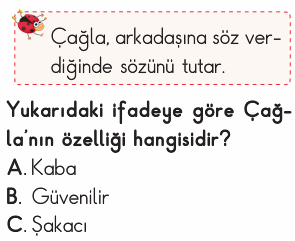 Çağla, arkadaşına söz ver-
diğinde sözünü tutar.
Yukarıdaki ifadeye göre Çağ-
la'nın özelliği hangisidir?
A. Kaba
B. Güvenilir
C. Şakacı